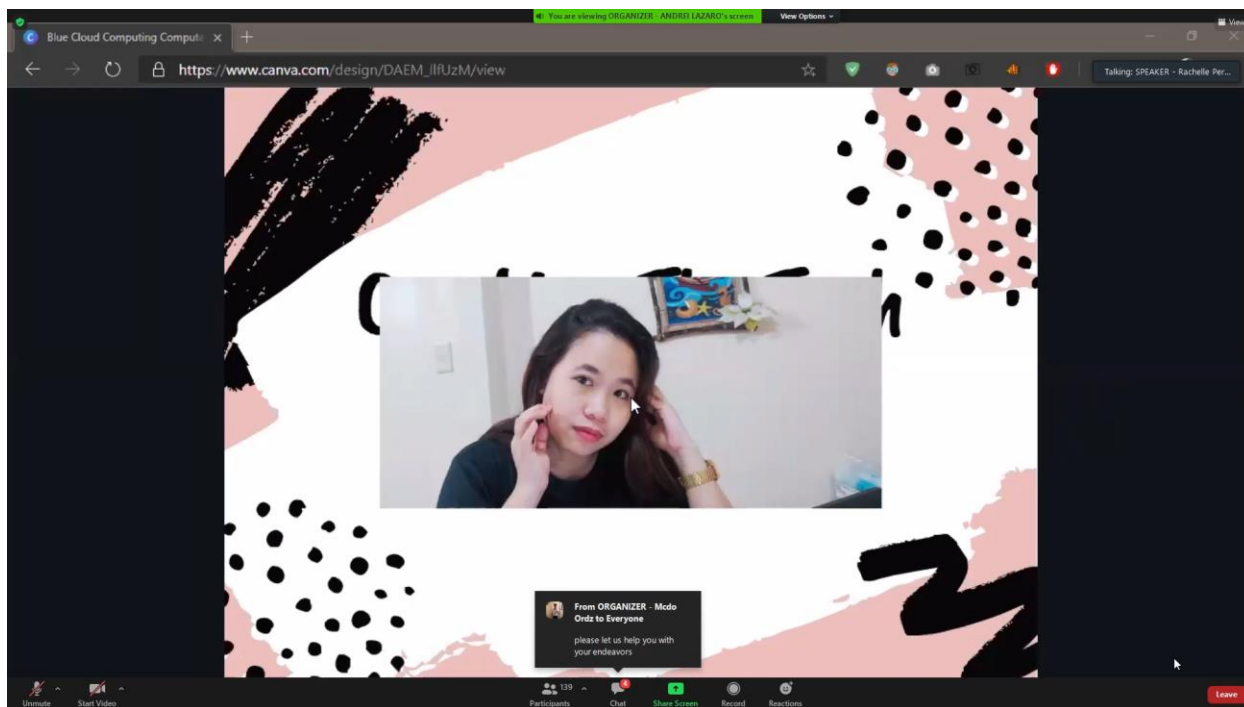 You are viewing ORGANIZER - ANDREI LAZARO's screen
View Options
View
Blue Cloud Computing Compute
https://www.canva.com/design/DAEM_IlfUzM/view
Talking: SPEAKER - Rachelle Per...
From ORGANIZER - Mcdo
Ordz to Everyone
please let us help you with
your endeavors
Unmute
Start Video
139
Participants
4
Chat
Share Screen
Record
Reactions
Leave